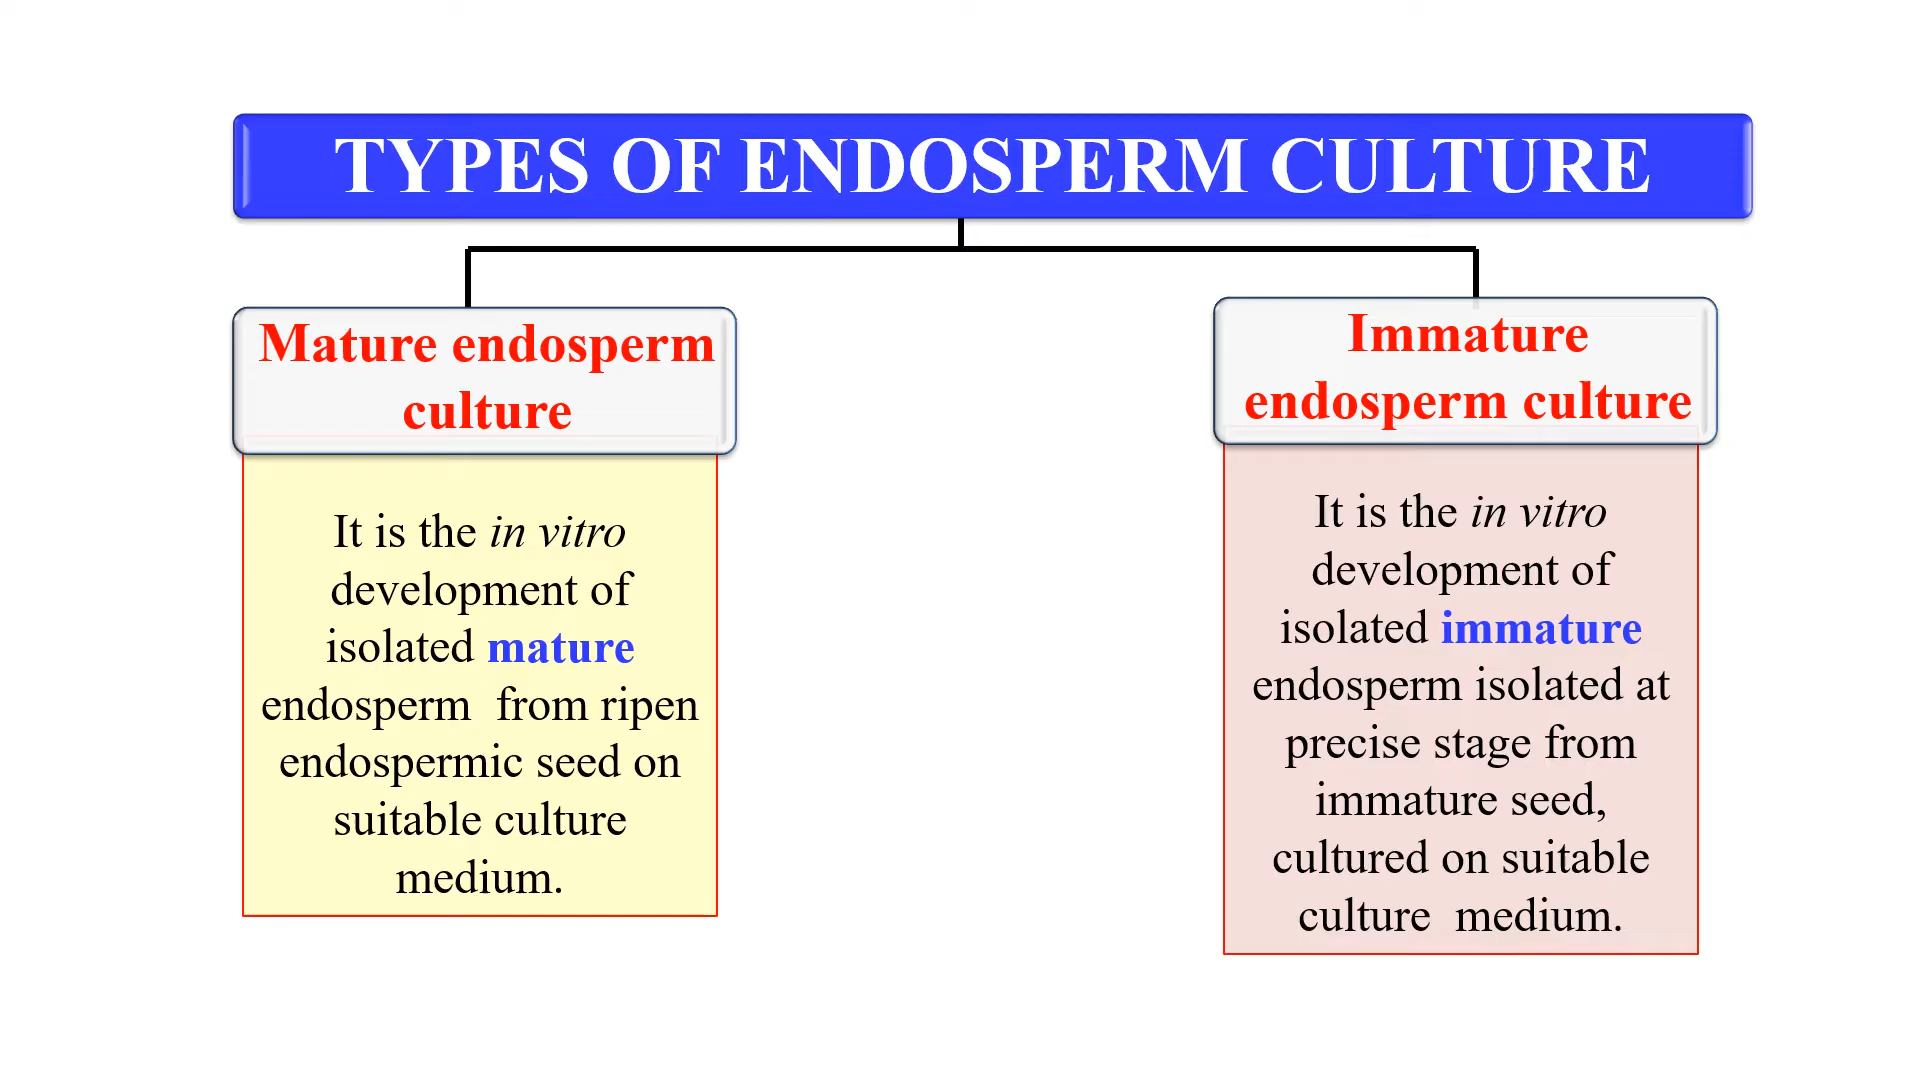 TYPES OF ENDOSPERM CULTURE
Mature endosperm
culture
It is the in vitro
development of
isolated mature
endosperm  from ripen
endospermic seed on
suitable culture
medium.
Immature
endosperm culture
It is the in vitro
development of
isolated immature
endosperm isolated at
precise stage from
immature seed,
cultured on suitable
culture  medium.